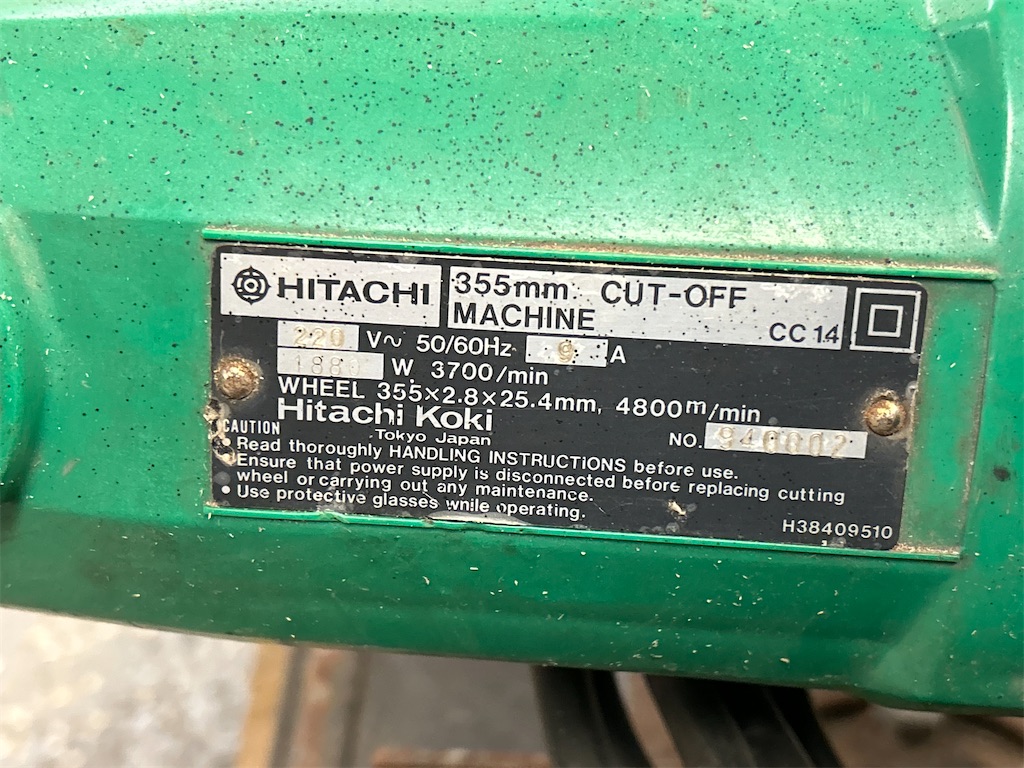 HITACHI
355mm CUT-OFF
MACHINE CC 14
220 V~ 50/60Hz 9 A
1880 W 3700/min
WHEEL 355×2.8×25.4mm, 4800m/min
Hitachi Koki
Tokyo Japan
NO. 940002
CAUTION
• Read thoroughly HANDLING INSTRUCTIONS before use.
• Ensure that power supply is disconnected before replacing cutting
wheel or carrying out any maintenance.
• Use protective glasses while operating.
H38409510